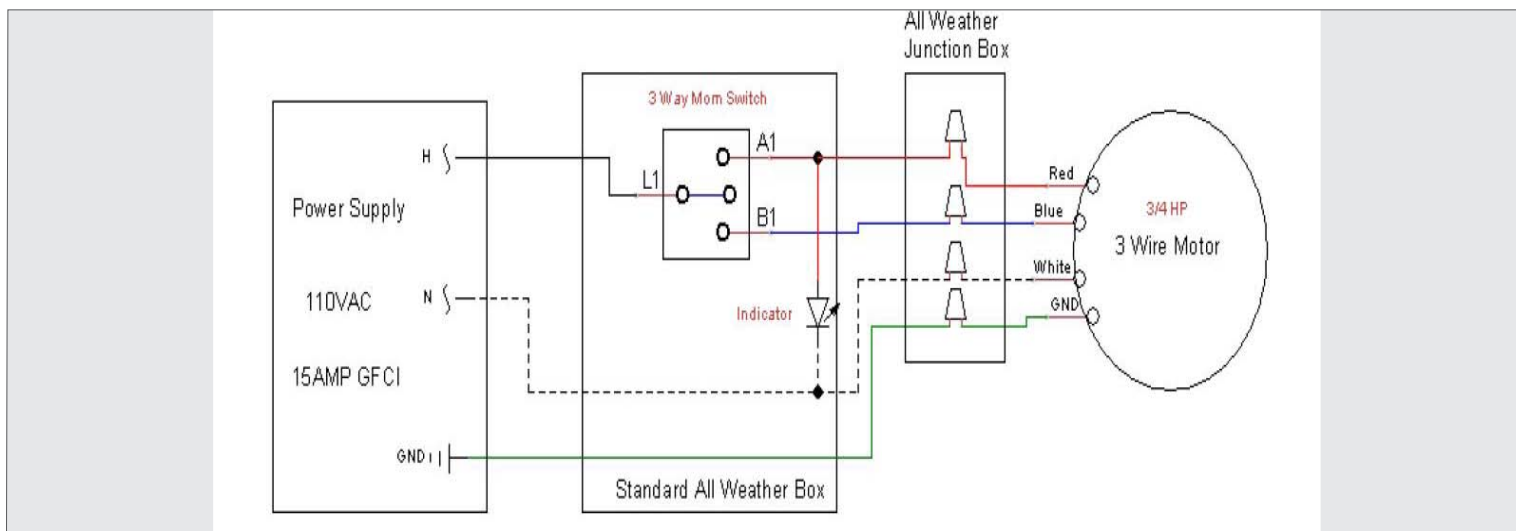 All Weather
Junction Box
3 Way Mom Switch
H
A1
L1
B1
Power Supply
Red
Blue
3/4 HP
3 Wire Motor
White
GND
110VAC
N
Indicator
15AMP GFCI
GND
Standard All Weather Box